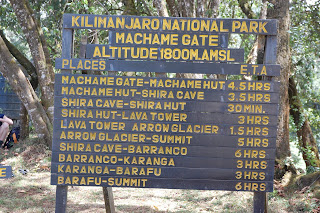 KILIMANJARO NATIONAL PARK
MACHAME GATE
ALTITUDE 1800M. AMSL
PLACES E.T.A
MACHAME GATE-MACHAME HUT 4.5 HRS
MACHAME HUT-SHIRA CAVE 3.5 HRS
SHIRA CAVE-SHIRA HUT 30 MIN.
SHIRA HUT-LAVA TOWER 3 HRS
LAVA TOWER ARROW GLACIER 1.5 HRS
ARROW GLACIER-SUMMIT 5 HRS
SHIRA CAVE-BARRANCO 6 HRS
BARRANCO-KARANGA 3 HRS
KARANGA-BARAFU 3 HRS
BARAFU-SUMMIT 6 HRS